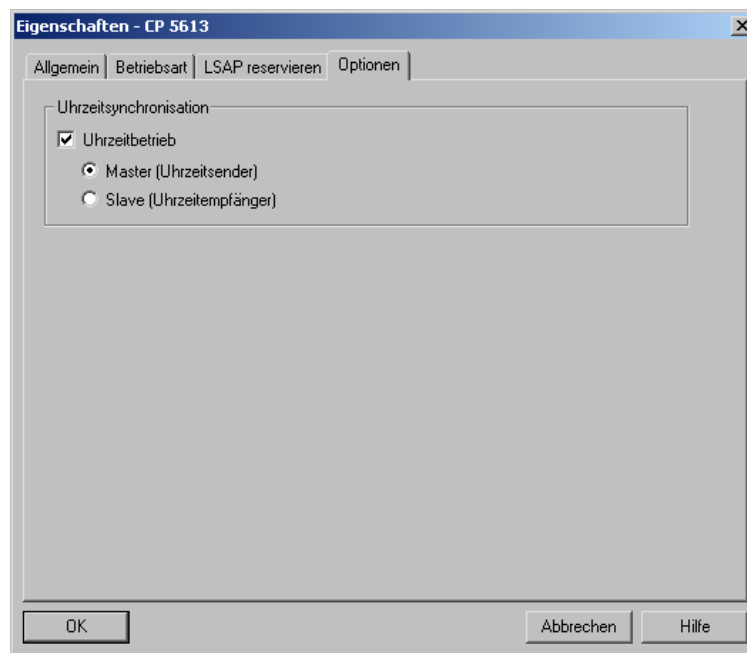 Eigenschaften - CP 5613
Allgemein Betriebsart LSAP reservieren Optionen
Uhrzeitsynchronisation
Uhrzeitbetrieb
Master (Uhrzeitsender)
Slave (Uhrzeitempfänger)
OK Abbrechen Hilfe